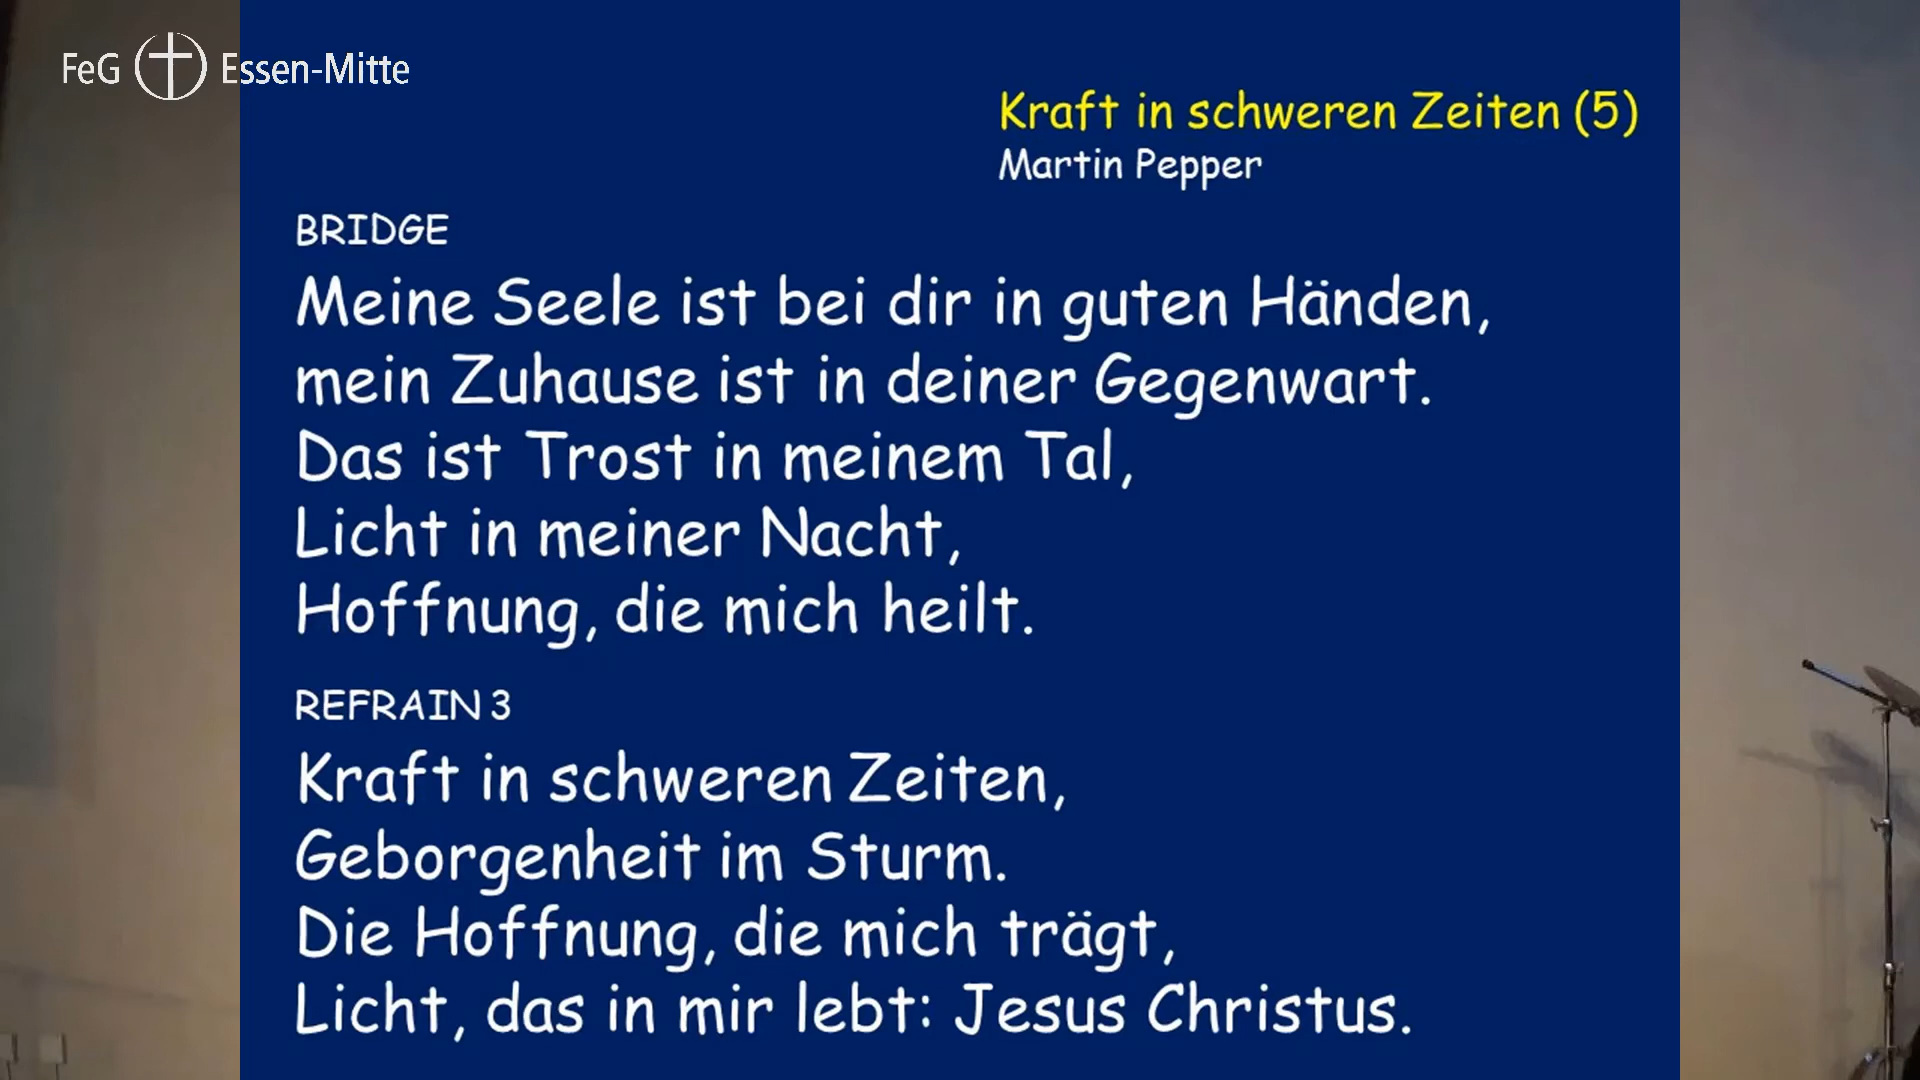 FeG Essen-Mitte
Kraft in schweren Zeiten (5)
Martin Pepper
BRIDGE
Meine Seele ist bei dir in guten Händen,
mein Zuhause ist in deiner Gegenwart.
Das ist Trost in meinem Tal,
Licht in meiner Nacht,
Hoffnung, die mich heilt.
REFRAIN 3
Kraft in schweren Zeiten,
Geborgenheit im Sturm.
Die Hoffnung, die mich trägt,
Licht, das in mir lebt: Jesus Christus.